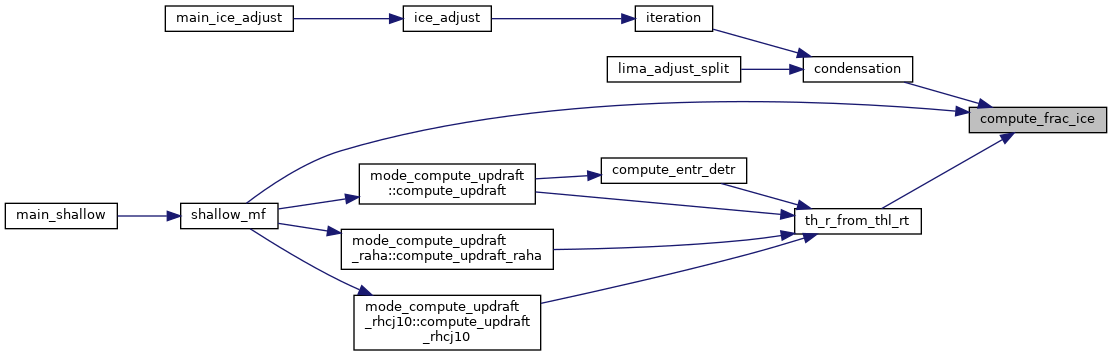 main_ice_adjust
ice_adjust
iteration
lima_adjust_split
condensation
compute_frac_ice
mode_compute_updraft
::compute_updraft
compute_entr_detr
main_shallow
shallow_mf
th_r_from_thl_rt
mode_compute_updraft
_raha::compute_updraft_raha
mode_compute_updraft
_rhcj10::compute_updraft
_rhcj10